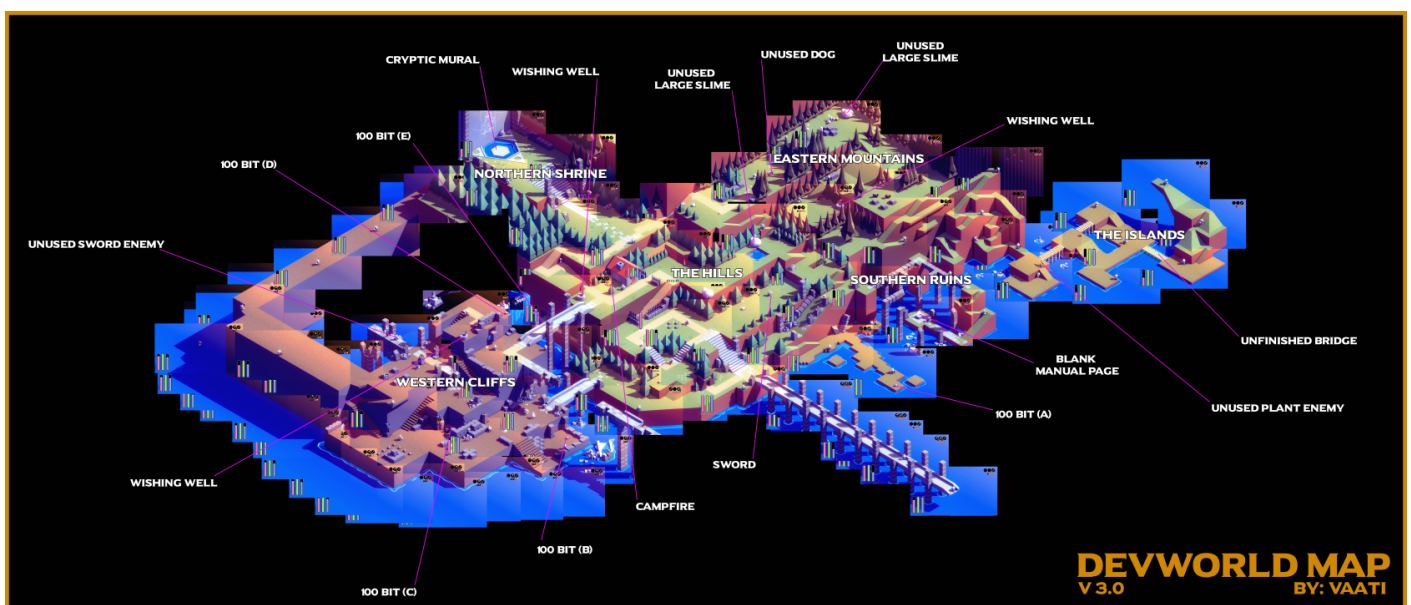 UNUSED
LARGE SLIME
UNUSED DOG
CRYPTIC MURAL
WISHING WELL
UNUSED
LARGE SLIME
WISHING WELL
100 BIT (E)
EASTERN MOUNTAINS
100 BIT (D)
NORTHERN SHRINE
UNUSED SWORD ENEMY
THE ISLANDS
THE HILLS
SOUTHERN RUINS
UNFINISHED BRIDGE
BLANK
MANUAL PAGE
WESTERN CLIFFS
UNUSED PLANT ENEMY
100 BIT (A)
SWORD
WISHING WELL
CAMPFIRE
100 BIT (B)
100 BIT (C)
DEVWORLD MAP
V 3.0 BY: VAATI